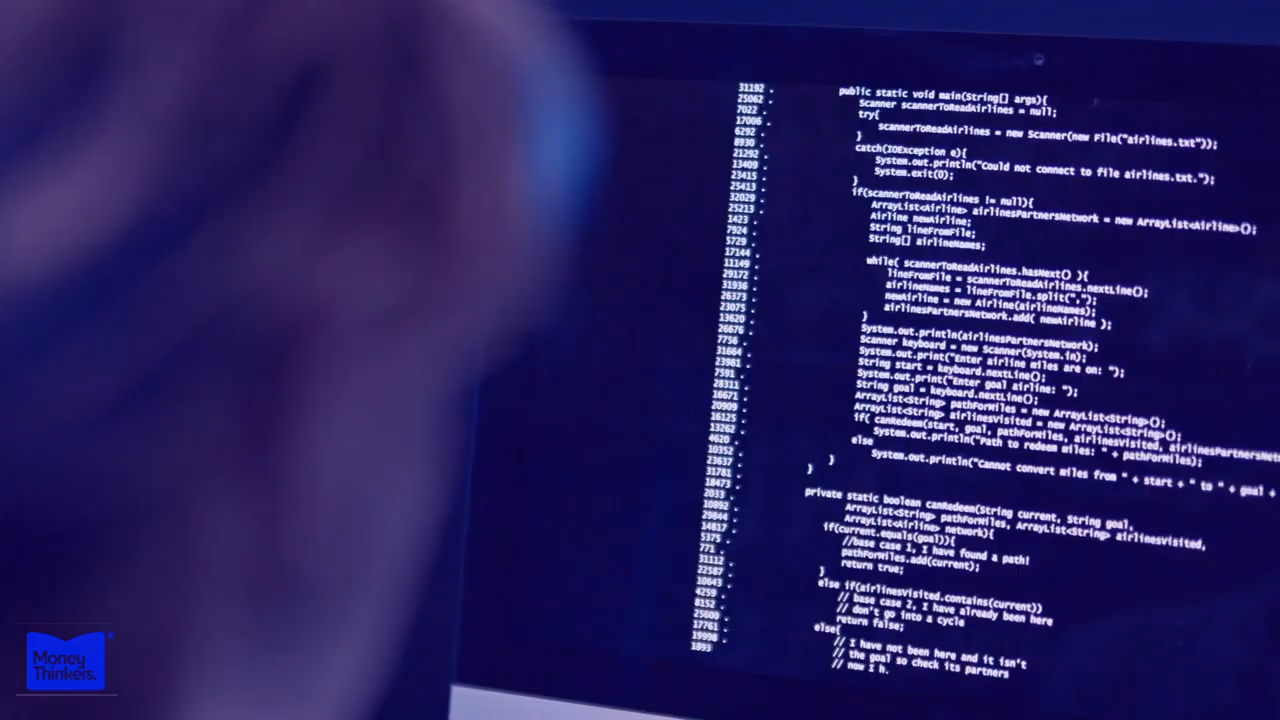 31192 . public static void main(String[] args){
25062 . Scanner scannerToReadAirlines = null;
7022 . try{
17006 . scannerToReadAirlines = new Scanner(new File("airlines.txt"));
6292 . }
8930 . catch(IOException e){
21292 . System.out.println("Could not connect to file airlines.txt.");
13409 . System.exit(0);
23415 . }
25413 . if(scannerToReadAirlines != null){
32029 . ArrayList<Airline> airlinesPartnersNetwork = new ArrayList<Airline>();
25213 . Airline newAirline;
1423 . String lineFromFile;
7924 . String[] airlineNames;
5729 .
17144 . while( scannerToReadAirlines.hasNext() ){
11149 . lineFromFile = scannerToReadAirlines.nextLine();
29172 . airlineNames = lineFromFile.split(",");
31936 . newAirline = new Airline(airlineNames);
26373 . airlinesPartnersNetwork.add( newAirline );
23075 . }
13620 . System.out.println(airlinesPartnersNetwork);
26676 . Scanner keyboard = new Scanner(System.in);
7756 . System.out.print("Enter airline miles are on: ");
31664 . String start = keyboard.nextLine();
23981 . System.out.print("Enter goal airline: ");
7591 . String goal = keyboard.nextLine();
28311 . ArrayList<String> pathForMiles = new ArrayList<String>();
16671 . ArrayList<String> airlinesVisited = new ArrayList<String>();
20909 . if( canRedeem(start, goal, pathForMiles, airlinesVisited, airlinesPartnersNetw
16125 . System.out.println("Path to redeem miles: " + pathForMiles);
13262 . else
4620 . System.out.println("Cannot convert miles from " + start + " to " + goal +
10352 . }
23637 . }
31781 .
18473 . private static boolean canRedeem(String current, String goal,
2033 . ArrayList<String> pathForMiles, ArrayList<String> airlinesVisited,
10892 . ArrayList<Airline> network){
29844 . if(current.equals(goal)){
14817 . //base case 1, I have found a path!
5375 . pathForMiles.add(current);
771 . return true;
31112 . }
22587 . else if(airlinesVisited.contains(current))
10643 . // base case 2, I have already been here
4259 . // don't go into a cycle
8152 . return false;
25600 . else{
17761 . // I have not been here and it isn't
19998 . // the goal so check its partners
1893 // now I h.
Money
Thinkers.